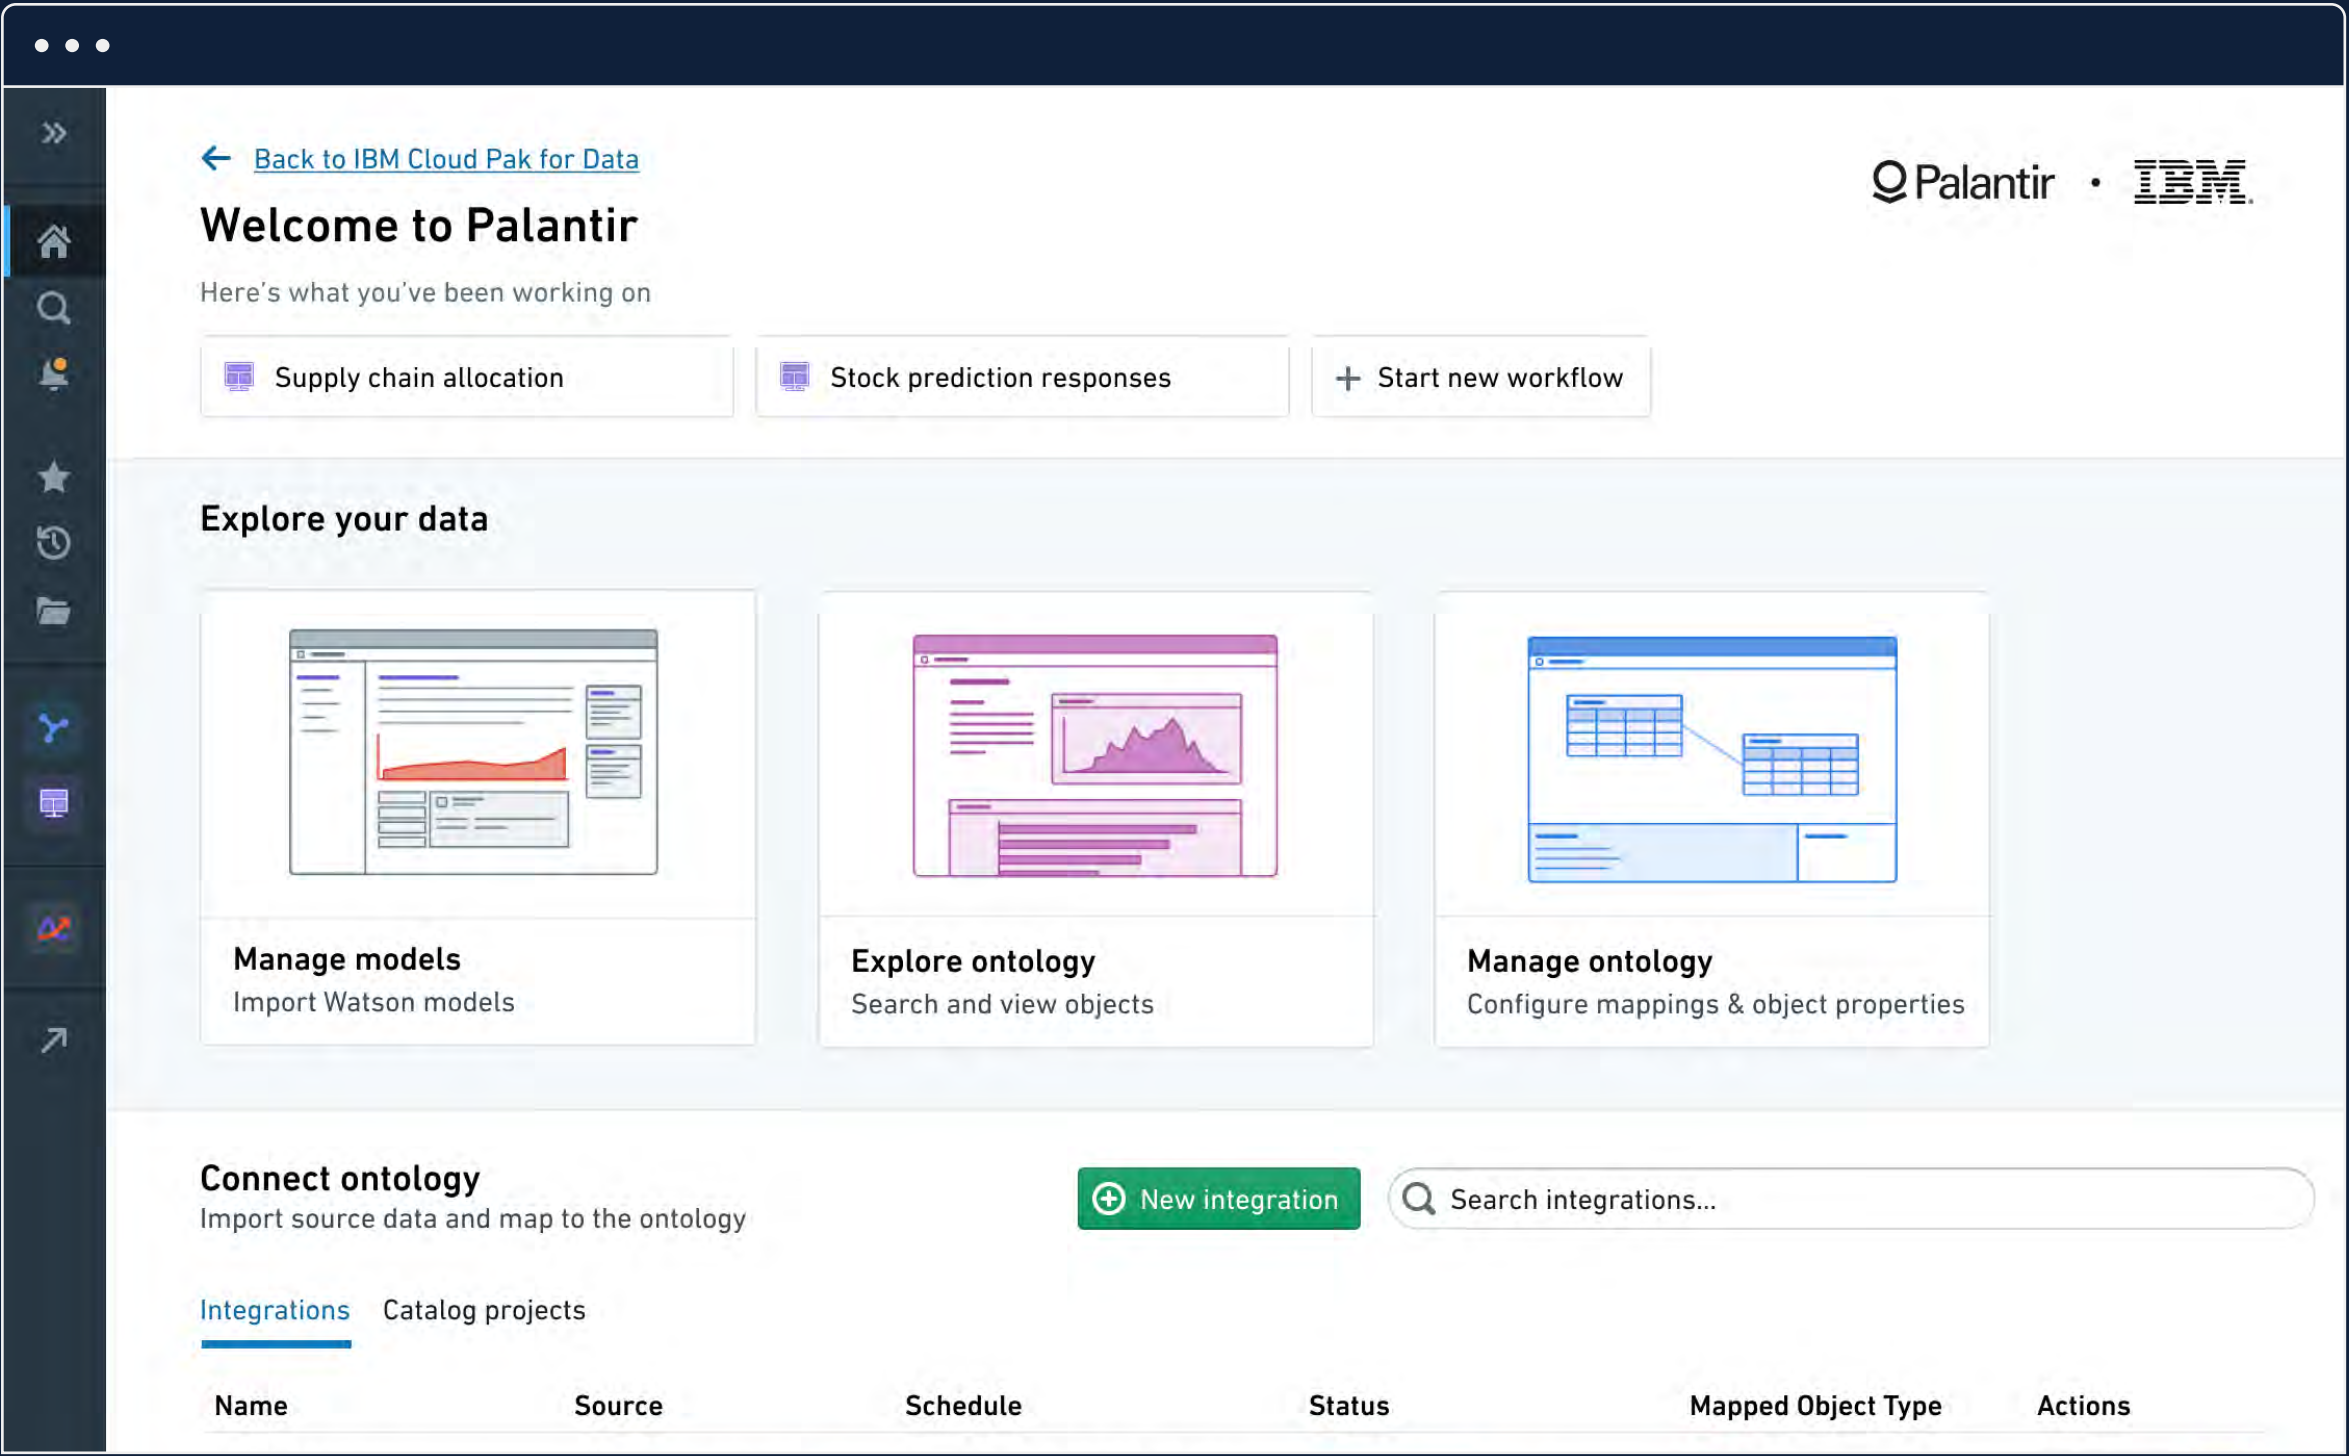 Back to IBM Cloud Pak for Data
Palantir · IBM
Welcome to Palantir
Here's what you've been working on
Supply chain allocation
Stock prediction responses
Start new workflow
Explore your data
Manage models
Import Watson models
Explore ontology
Search and view objects
Manage ontology
Configure mappings & object properties
Connect ontology
Import source data and map to the ontology
New integration
Search integrations...
Integrations
Catalog projects
Name Source Schedule Status Mapped Object Type Actions